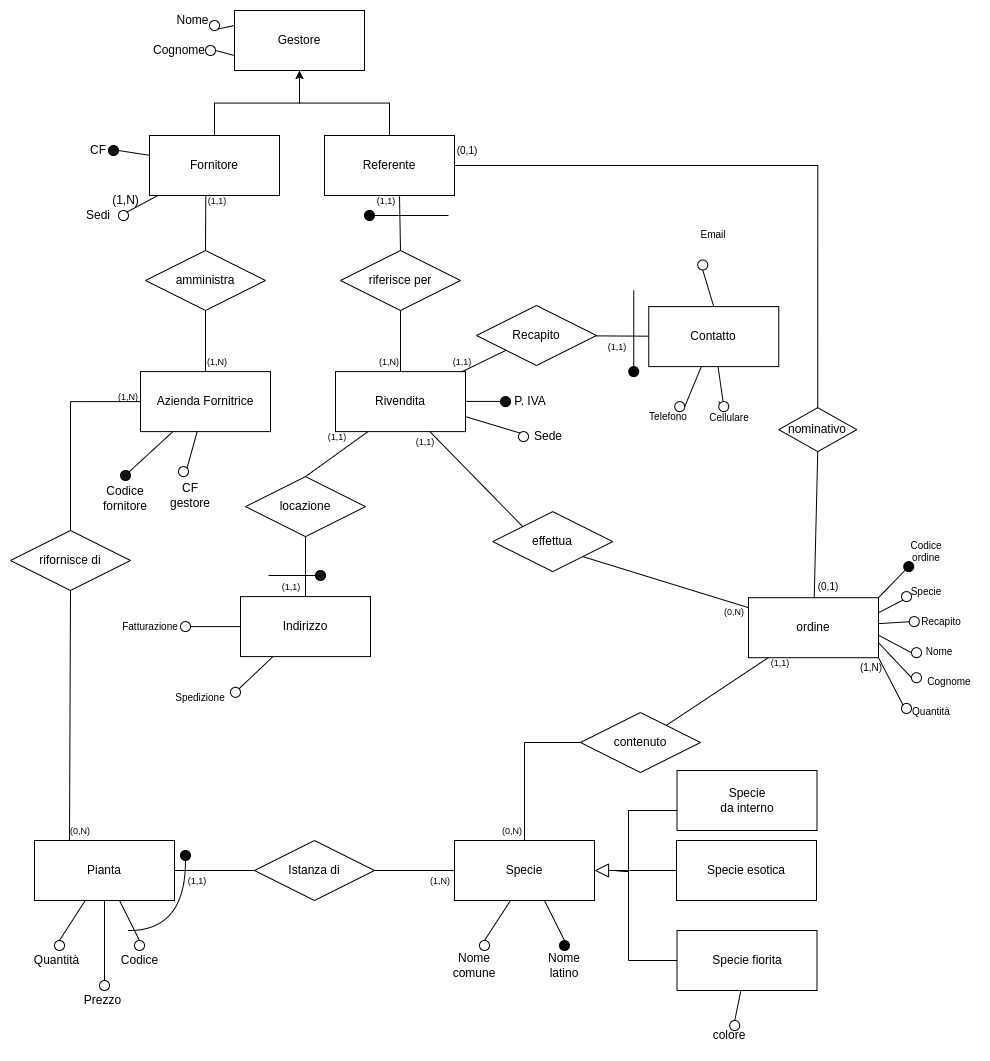 Nome
Gestore
Cognome
CF
Fornitore
Referente
(0,1)
(1,N)
Sedi
(1,1)
(1,1)
Email
amministra
riferisce per
Recapito
Contatto
(1,1)
(1,N)
(1,N)
(1,1)
(1,N)
Azienda Fornitrice
Rivendita
P. IVA
Sede
Telefono
Cellulare
nominativo
(1,1)
(1,1)
Codice
fornitore
CF
gestore
locazione
effettua
rifornisce di
Codice
ordine
(1,1)
(0,1)
Specie
(0,N)
Fatturazione
Indirizzo
ordine
Recapito
Nome
(1,1)
(1,N)
Cognome
Spedizione
Quantità
contenuto
Specie
da interno
(0,N)
(0,N)
Pianta
(1,1)
Istanza di
(1,N)
Specie
Specie esotica
Quantità
Codice
Prezzo
Nome
comune
Nome
latino
Specie fiorita
colore